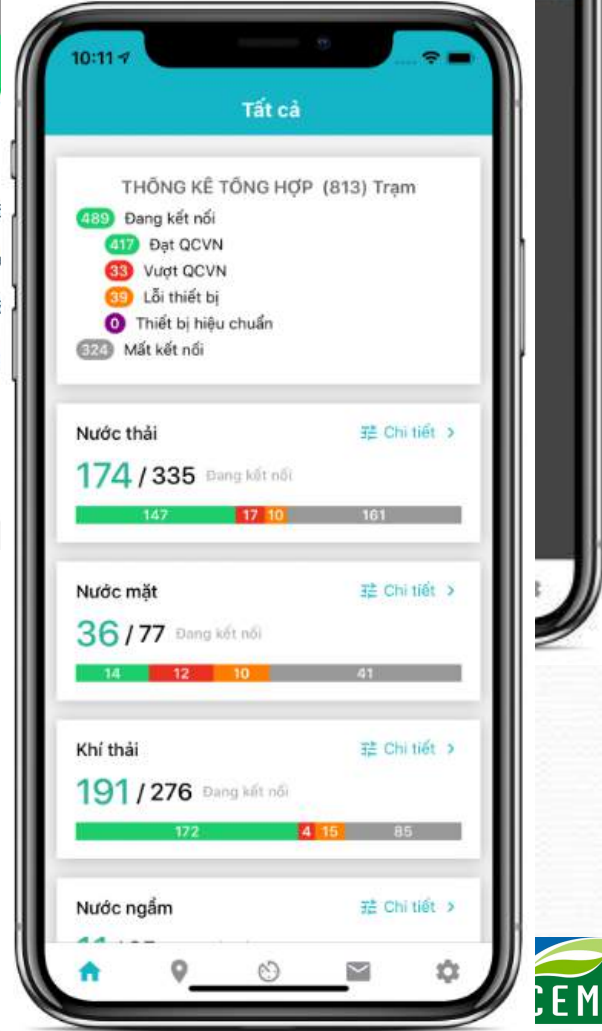 10:11
Tất cả
THỐNG KÊ TỔNG HỢP (813) Trạm
489 Đang kết nối
417 Đạt QCVN
33 Vượt QCVN
39 Lỗi thiết bị
0 Thiết bị hiệu chuẩn
324 Mất kết nối
Nước thải Chi tiết >
174 / 335 Đang kết nối
147 17 10 161
Nước mặt Chi tiết >
36 / 77 Đang kết nối
14 12 10 41
Khí thải Chi tiết >
191 / 276 Đang kết nối
172 4 15 85
Nước ngầm Chi tiết >
CEM